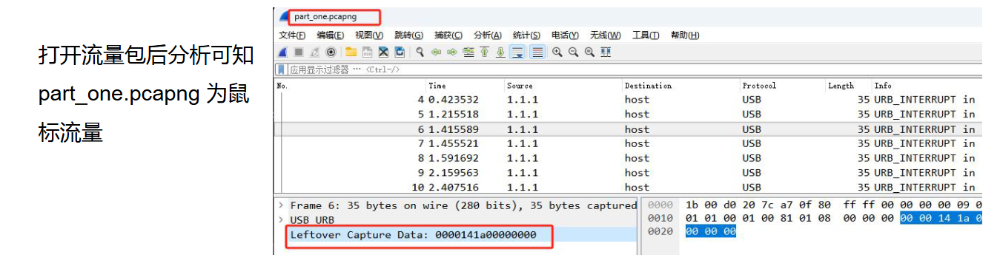 打开流量包后分析可知
part_one.pcapng 为鼠
标流量
part_one.pcapng
文件(F) 编辑(E) 视图(V) 跳转(G) 捕获(C) 分析(A) 统计(S) 电话(Y) 无线(W) 工具(T) 帮助(H)
应用显示过滤器 … <Ctrl-/>
No. Time Source Destination Protocol Length Info
4 0.423532 1.1.1 host USB 35 URB_INTERRUPT in
5 1.215518 1.1.1 host USB 35 URB_INTERRUPT in
6 1.415589 1.1.1 host USB 35 URB_INTERRUPT in
7 1.455521 1.1.1 host USB 35 URB_INTERRUPT in
8 1.591692 1.1.1 host USB 35 URB_INTERRUPT in
9 2.159563 1.1.1 host USB 35 URB_INTERRUPT in
10 2.407516 1.1.1 host USB 35 URB_INTERRUPT in
> Frame 6: 35 bytes on wire (280 bits), 35 bytes captured
> USB URB
Leftover Capture Data: 0000141a00000000
0000 1b 00 d0 20 7c a7 0f 80 ff ff 00 00 00 00 09 0
0010 01 01 00 01 00 81 01 08 00 00 00 00 00 14 1a 0
0020 00 00 00